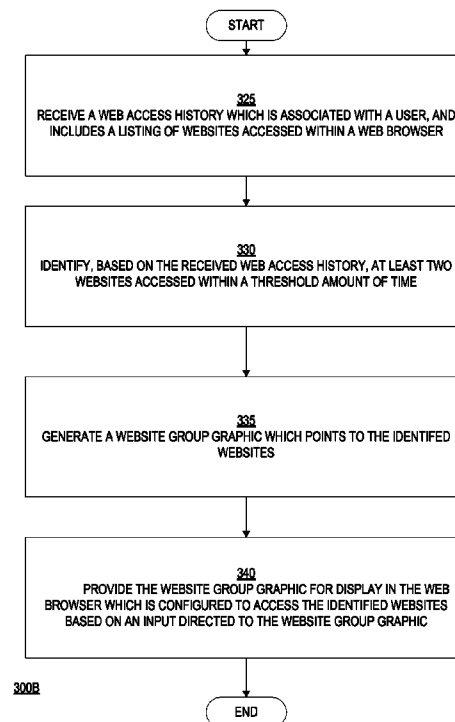 START
325
RECEIVE A WEB ACCESS HISTORY WHICH IS ASSOCIATED WITH A USER, AND
INCLUDES A LISTING OF WEBSITES ACCESSED WITHIN A WEB BROWSER
330
IDENTIFY, BASED ON THE RECEIVED WEB ACCESS HISTORY, AT LEAST TWO
WEBSITES ACCESSED WITHIN A THRESHOLD AMOUNT OF TIME
335
GENERATE A WEBSITE GROUP GRAPHIC WHICH POINTS TO THE IDENTIFED
WEBSITES
340
PROVIDE THE WEBSITE GROUP GRAPHIC FOR DISPLAY IN THE WEB
BROWSER WHICH IS CONFIGURED TO ACCESS THE IDENTIFIED WEBSITES
BASED ON AN INPUT DIRECTED TO THE WEBSITE GROUP GRAPHIC.
300B
END